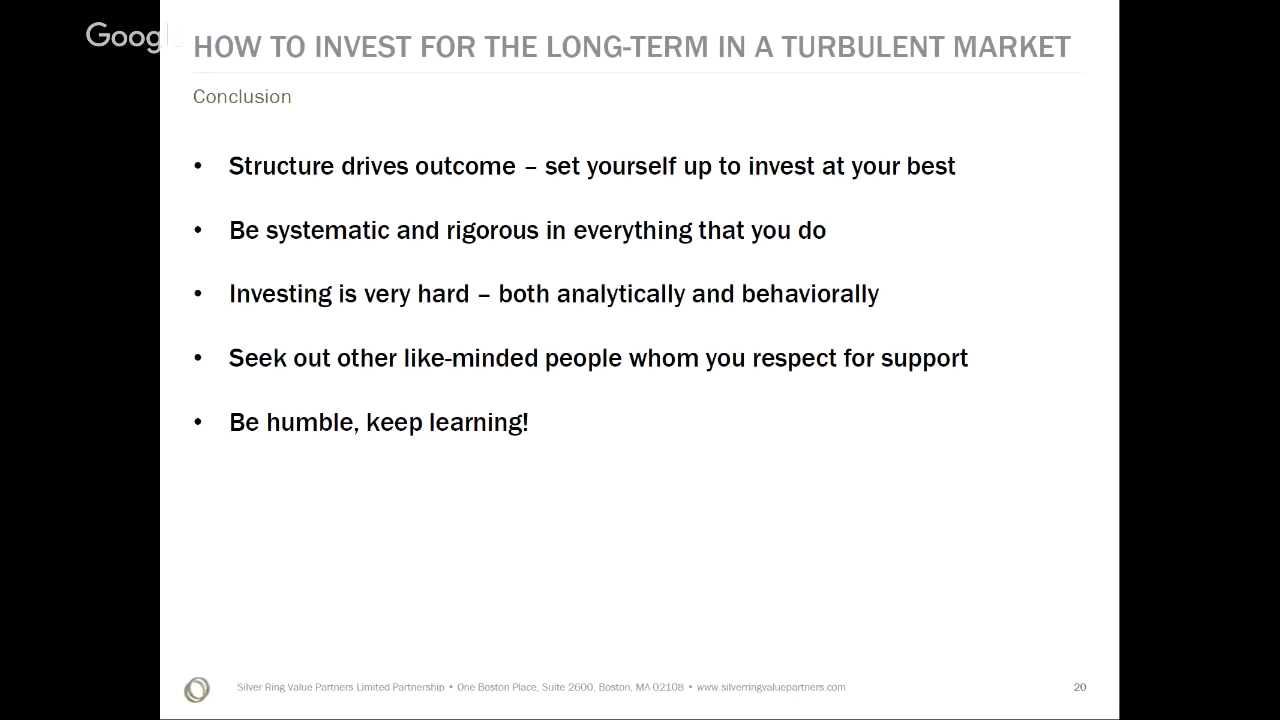 Google
HOW TO INVEST FOR THE LONG-TERM IN A TURBULENT MARKET
Conclusion
• Structure drives outcome – set yourself up to invest at your best
• Be systematic and rigorous in everything that you do
• Investing is very hard – both analytically and behaviorally
• Seek out other like-minded people whom you respect for support
• Be humble, keep learning!
Silver Ring Value Partners Limited Partnership • One Boston Place, Suite 2600, Boston, MA 02108 • www.silverringvaluepartners.com
20